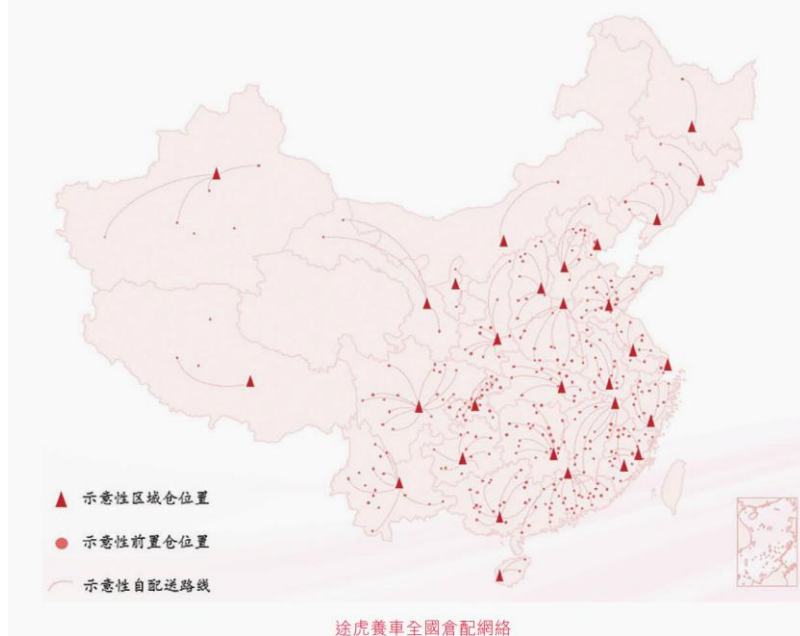 示意性区域仓位置
示意性前置仓位置
示意性自配送路线
途虎養車全國倉配網絡